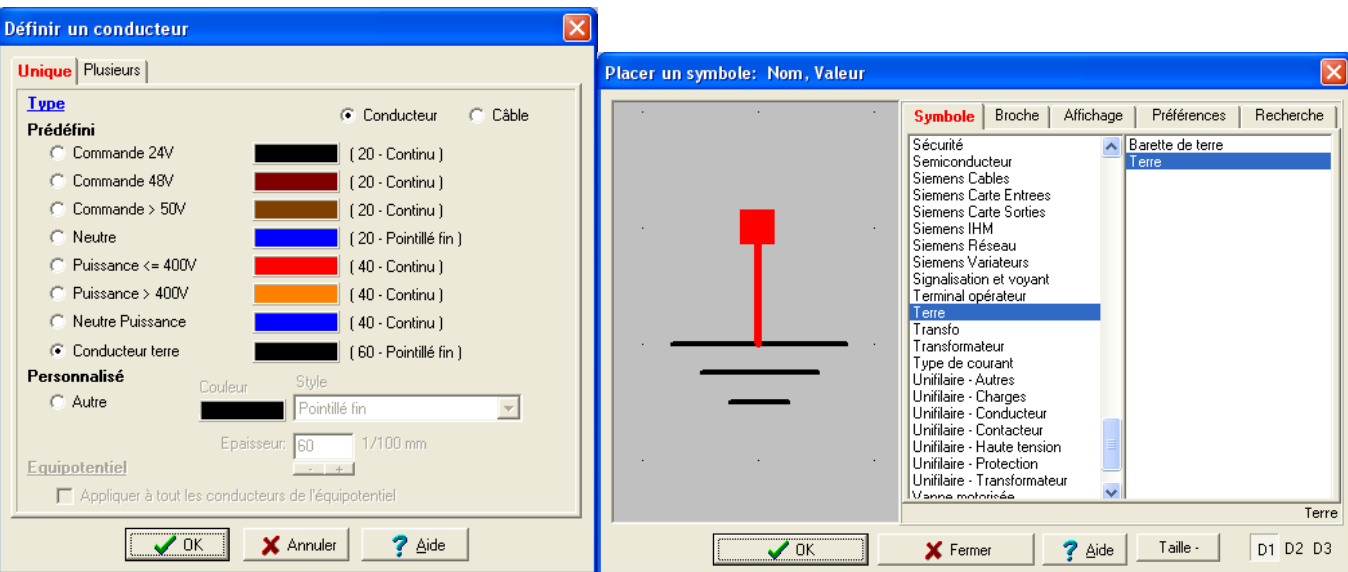 Définir un conducteur
Unique Plusieurs
Type
Conducteur Câble
Prédéfini
Commande 24V ( 20 - Continu )
Commande 48V ( 20 - Continu )
Commande > 50V ( 20 - Continu )
Neutre ( 20 - Pointillé fin )
Puissance <= 400V ( 40 - Continu )
Puissance > 400V ( 40 - Continu )
Neutre Puissance ( 40 - Continu )
Conducteur terre ( 60 - Pointillé fin )
Personnalisé
Couleur Style
Autre Pointillé fin
Epaisseur: 60 1/100 mm
- +
Equipotentiel
Appliquer à tout les conducteurs de l'équipotentiel
OK Annuler ? Aide
Placer un symbole: Nom, Valeur
Symbole Broche Affichage Préférences Recherche
Sécurité
Semiconducteur
Siemens Cables
Siemens Carte Entrees
Siemens Carte Sorties
Siemens IHM
Siemens Réseau
Siemens Variateurs
Signalisation et voyant
Terminal opérateur
Terre
Transfo
Transformateur
Type de courant
Unifilaire - Autres
Unifilaire - Charges
Unifilaire - Conducteur
Unifilaire - Contacteur
Unifilaire - Haute tension
Unifilaire - Protection
Unifilaire - Transformateur
Vanne motorisée
Barette de terre
Terre
Terre
OK Fermer ? Aide Taille - D1 D2 D3